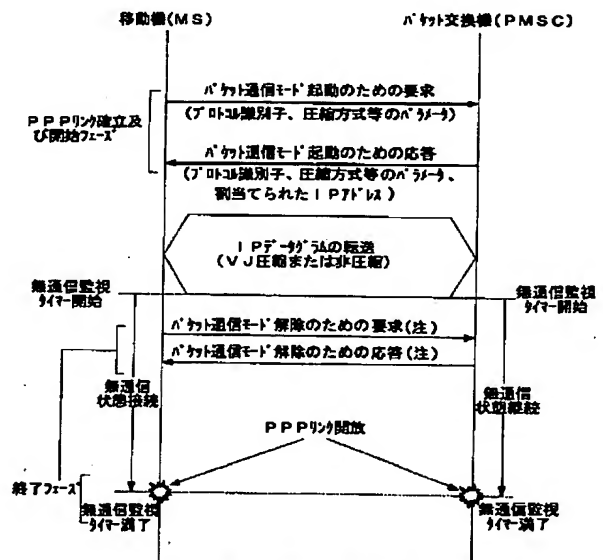 移動機(MS)
パケット交換機(PMSC)
パケット通信モード起動のための要求
(プロトコル識別子、圧縮方式等のパラメータ)
PPPリンク確立及
び開始フェーズ
パケット通信モード起動のための応答
(プロトコル識別子、圧縮方式等のパラメータ、
割当てられたIPアドレス)
IPデータグラムの転送
(VJ圧縮または非圧縮)
無通信監視
タイマー開始
無通信監視
タイマー開始
パケット通信モード解除のための要求(注)
パケット通信モード解除のための応答(注)
無通信
状態接続
無通信
状態継続
PPPリンク開放
終了フェーズ
無通信監視
タイマー満了
無通信監視
タイマー満了